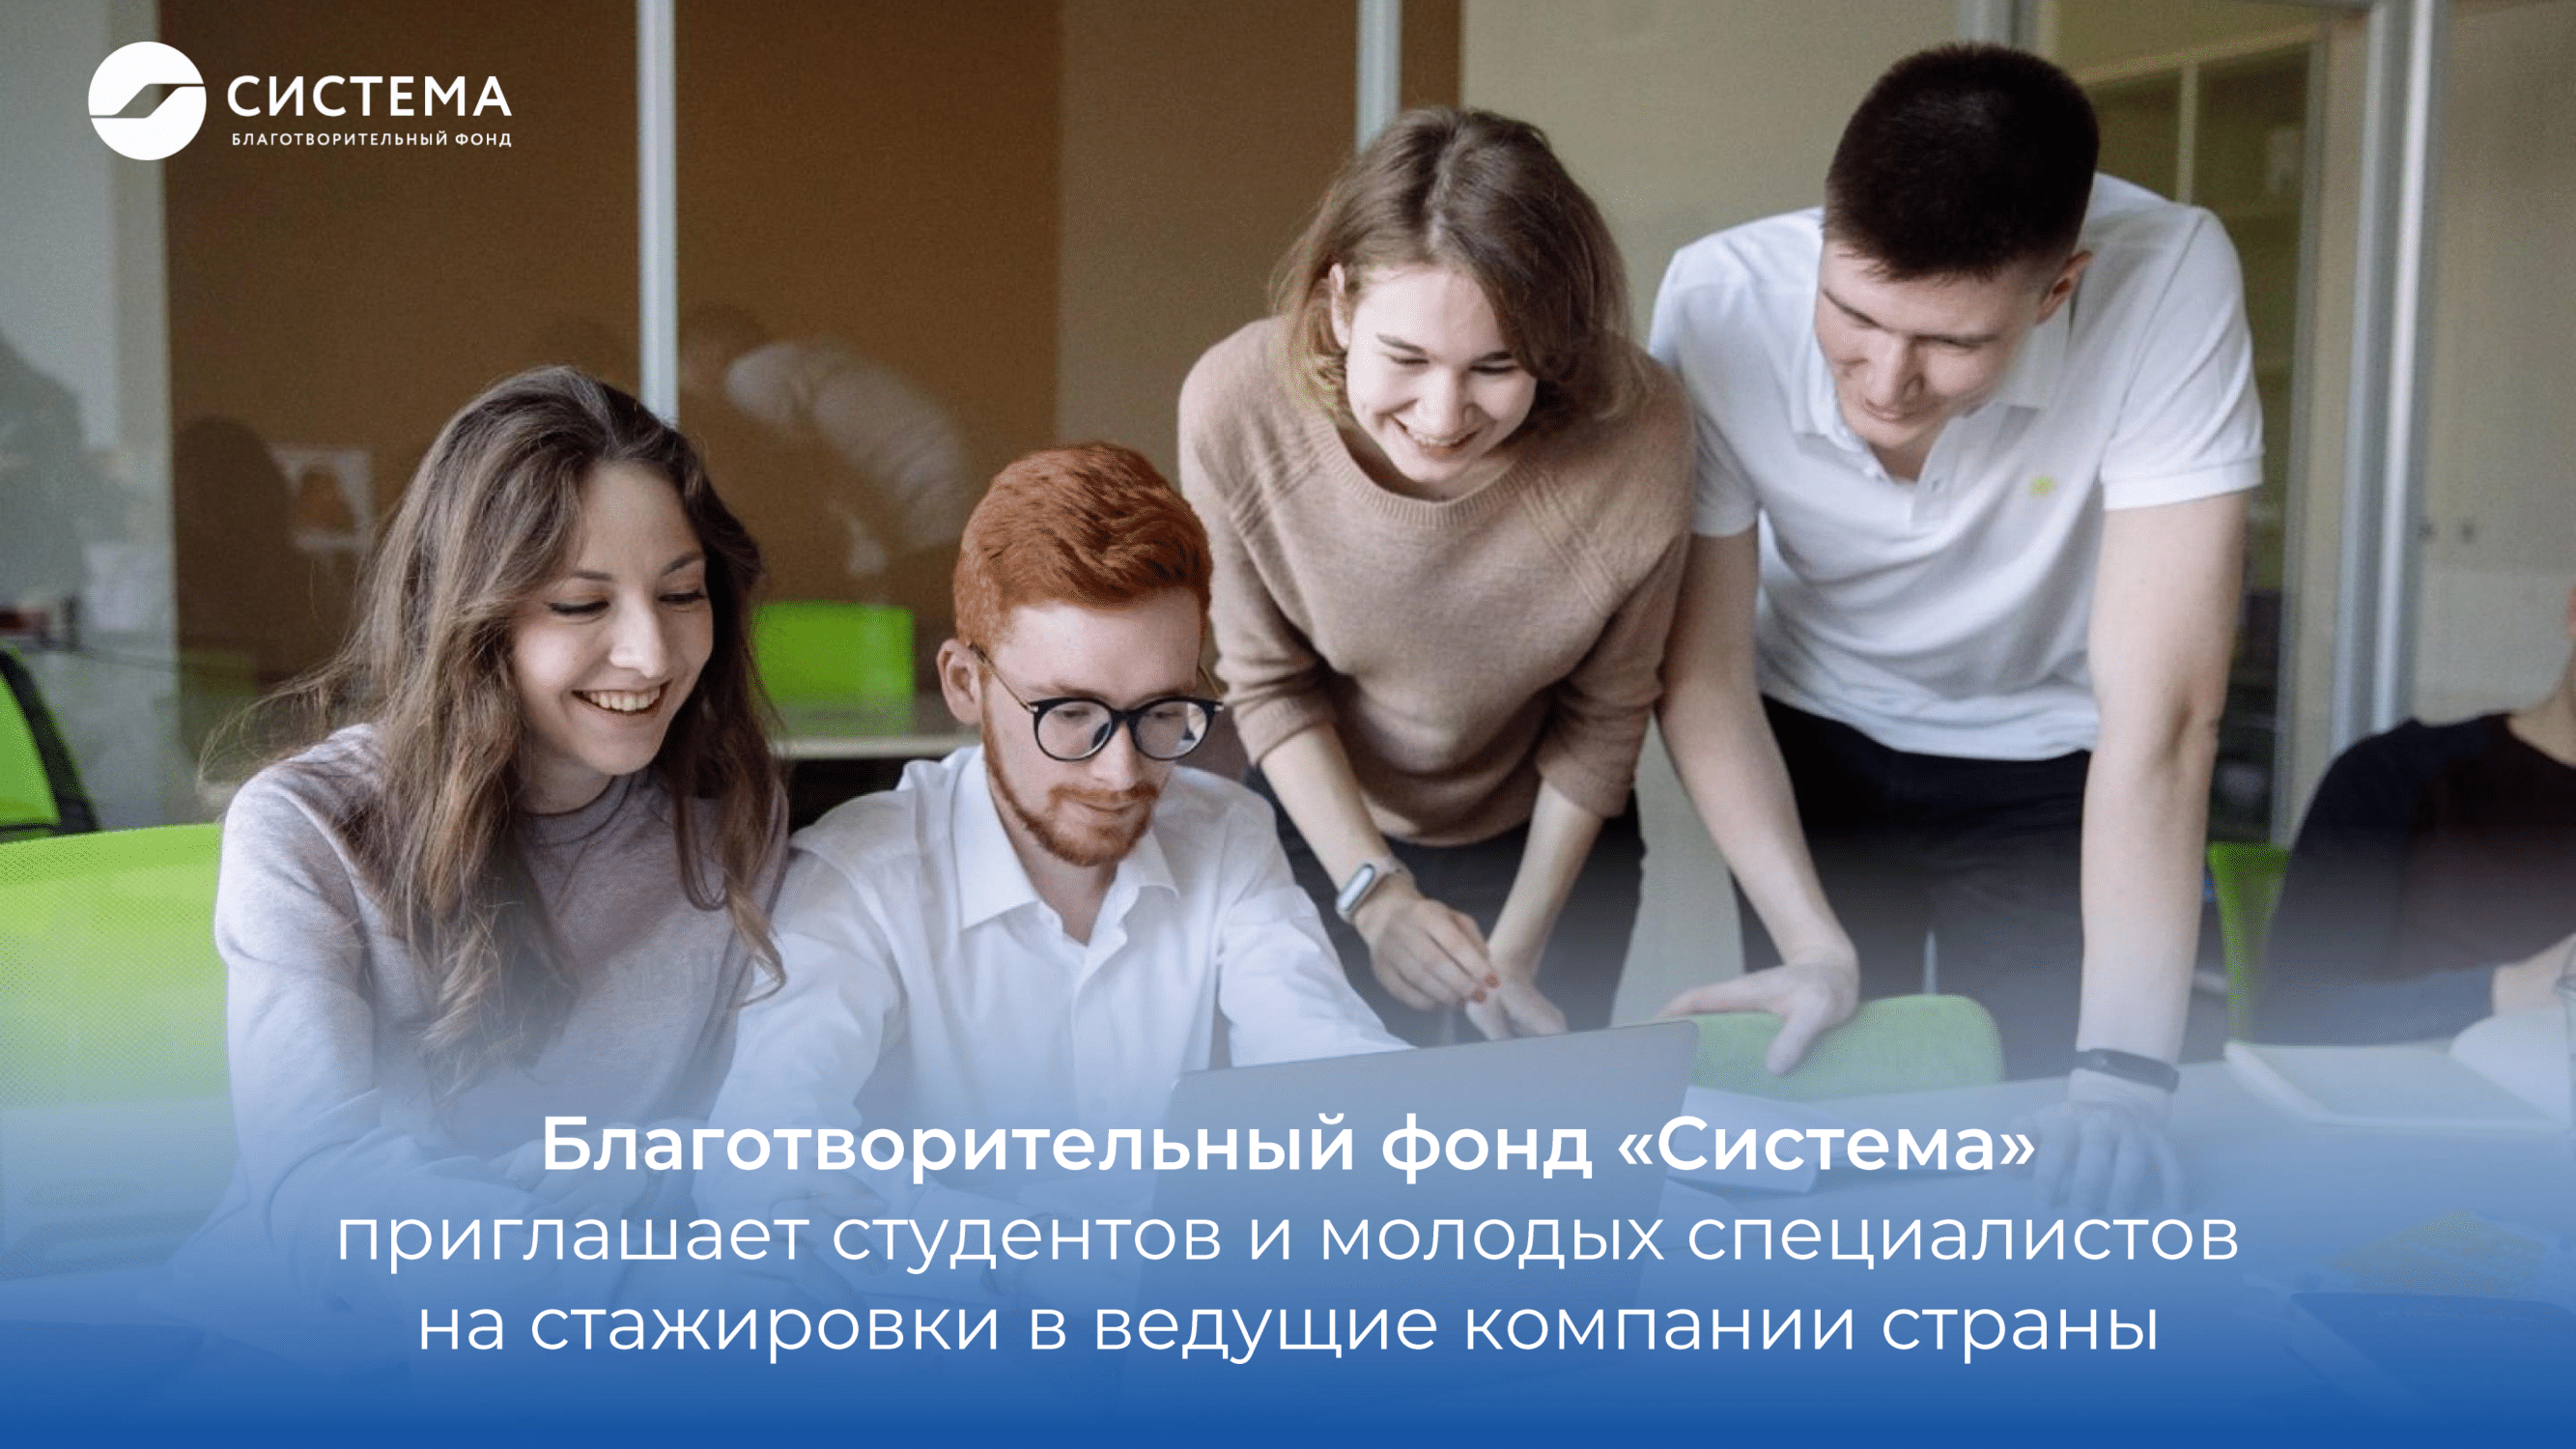 СИСТЕМА
БЛАГОТВОРИТЕЛЬНЫЙ ФОНД
Благотворительный фонд «Система»
приглашает студентов и молодых специалистов
на стажировки в ведущие компании страны